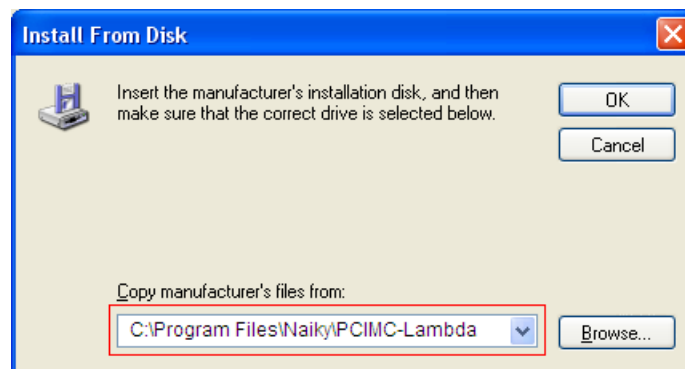 Install From Disk
Insert the manufacturer's installation disk, and then
make sure that the correct drive is selected below.
OK
Cancel
Copy manufacturer's files from:
C:\Program Files\Naiky\PCIMC-Lambda
Browse...